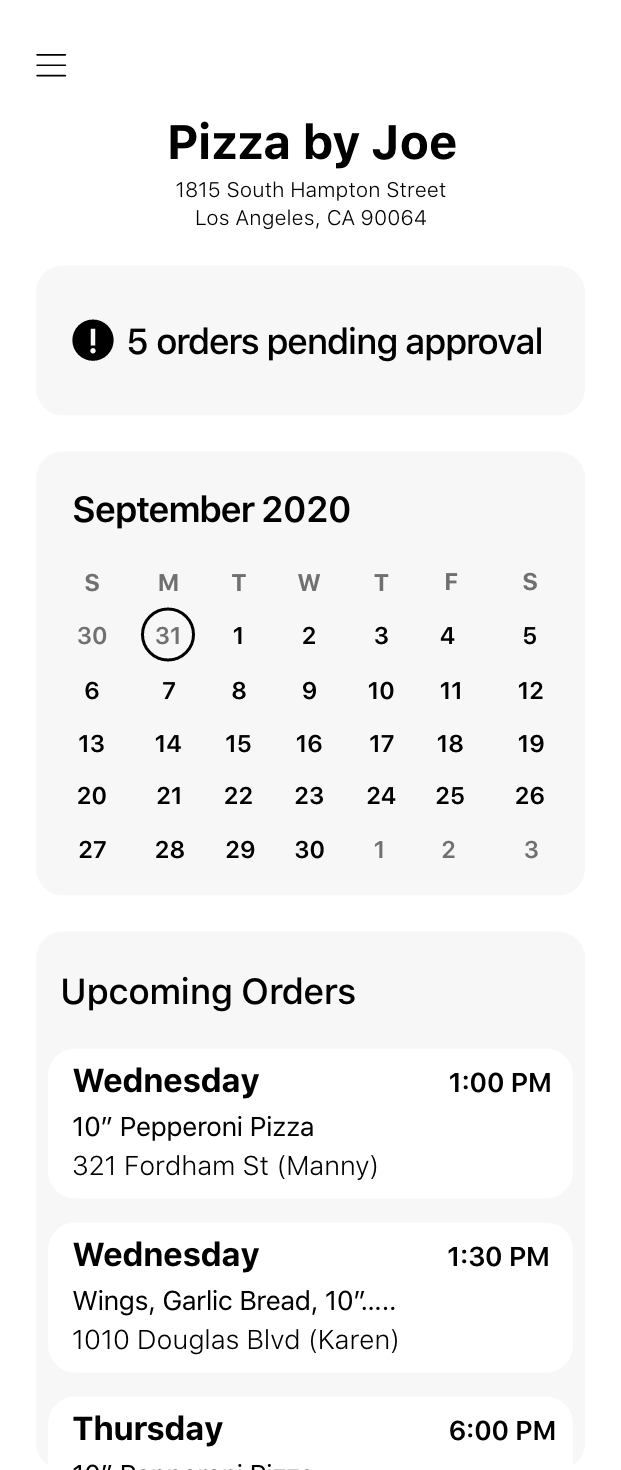 Pizza by Joe
1815 South Hampton Street
Los Angeles, CA 90064
5 orders pending approval
September 2020
S M T W T F S
30 31 1 2 3 4 5
6 7 8 9 10 11 12
13 14 15 16 17 18 19
20 21 22 23 24 25 26
27 28 29 30 1 2 3
Upcoming Orders
Wednesday 1:00 PM
10” Pepperoni Pizza
321 Fordham St (Manny)
Wednesday 1:30 PM
Wings, Garlic Bread, 10”.....
1010 Douglas Blvd (Karen)
Thursday 6:00 PM
10” Pepperoni Pizza